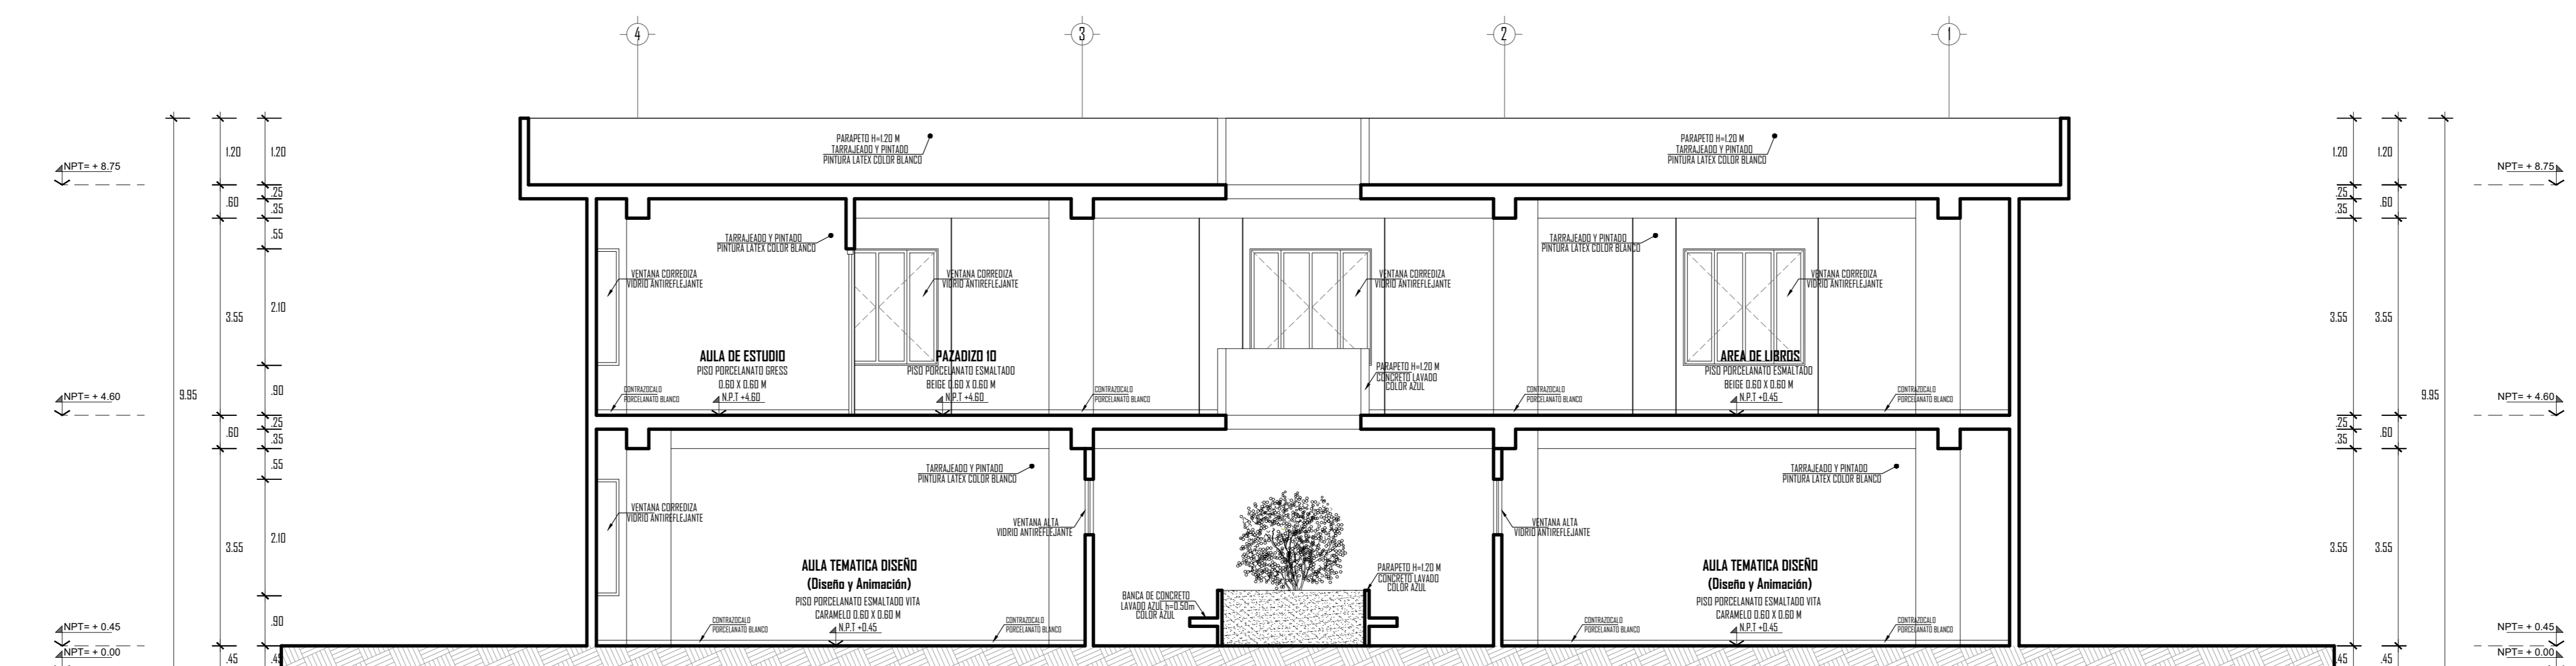 4
3
2
1
PARAPETO H=1.20 M
TARRAJEADO Y PINTADO
PINTURA LATEX COLOR BLANCO
PARAPETO H=1.20 M
TARRAJEADO Y PINTADO
PINTURA LATEX COLOR BLANCO
NPT= + 8.75
1.20
1.20
1.20
1.20
NPT= + 8.75
.60
.25
.35
.25
.35
.60
.55
TARRAJEADO Y PINTADO
PINTURA LATEX COLOR BLANCO
TARRAJEADO Y PINTADO
PINTURA LATEX COLOR BLANCO
VENTANA CORREDIZA
VIDRIO ANTIREFLEJANTE
VENTANA CORREDIZA
VIDRIO ANTIREFLEJANTE
VENTANA CORREDIZA
VIDRIO ANTIREFLEJANTE
VENTANA CORREDIZA
VIDRIO ANTIREFLEJANTE
3.55
2.10
3.55
3.55
AULA DE ESTUDIO
PISO PORCELANATO GRESS
0.60 X 0.60 M
N.P.T +4.60
PAZADIZO 10
PISO PORCELANATO ESMALTADO
BEIGE 0.60 X 0.60 M
N.P.T +4.60
PARAPETO H=1.20 M
CONCRETO LAVADO
COLOR AZUL
AREA DE LIBROS
PISO PORCELANATO ESMALTADO
BEIGE 0.60 X 0.60 M
N.P.T +0.45
CONTRAZOCALO
PORCELANATO BLANCO
CONTRAZOCALO
PORCELANATO BLANCO
CONTRAZOCALO
PORCELANATO BLANCO
CONTRAZOCALO
PORCELANATO BLANCO
NPT= + 4.60
9.95
.90
9.95
NPT= + 4.60
.60
.25
.35
.25
.35
.60
.55
TARRAJEADO Y PINTADO
PINTURA LATEX COLOR BLANCO
TARRAJEADO Y PINTADO
PINTURA LATEX COLOR BLANCO
VENTANA CORREDIZA
VIDRIO ANTIREFLEJANTE
VENTANA ALTA
VIDRIO ANTIREFLEJANTE
VENTANA ALTA
VIDRIO ANTIREFLEJANTE
3.55
2.10
3.55
3.55
AULA TEMATICA DISEÑO
(Diseño y Animación)
PISO PORCELANATO ESMALTADO VITA
CARAMELO 0.60 X 0.60 M
N.P.T +0.45
BANCA DE CONCRETO
LAVADO AZUL h=0.50m
COLOR AZUL
PARAPETO H=1.20 M
CONCRETO LAVADO
COLOR AZUL
AULA TEMATICA DISEÑO
(Diseño y Animación)
PISO PORCELANATO ESMALTADO VITA
CARAMELO 0.60 X 0.60 M
N.P.T +0.45
CONTRAZOCALO
PORCELANATO BLANCO
CONTRAZOCALO
PORCELANATO BLANCO
CONTRAZOCALO
PORCELANATO BLANCO
CONTRAZOCALO
PORCELANATO BLANCO
NPT= + 0.45
.90
NPT= + 0.45
NPT= + 0.00
.45
.45
.45
.45
NPT= + 0.00